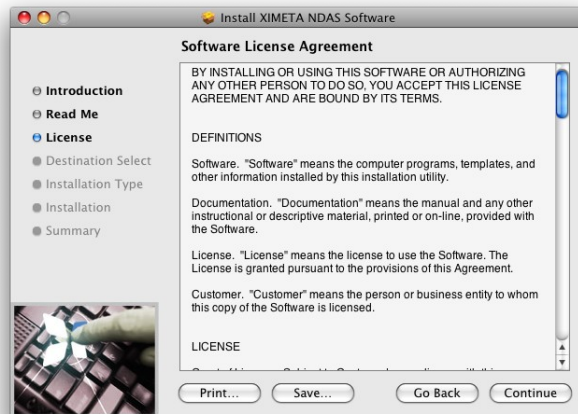 Install XIMETA NDAS Software
Software License Agreement
Introduction
Read Me
License
Destination Select
Installation Type
Installation
Summary
BY INSTALLING OR USING THIS SOFTWARE OR AUTHORIZING
ANY OTHER PERSON TO DO SO, YOU ACCEPT THIS LICENSE
AGREEMENT AND ARE BOUND BY ITS TERMS.
DEFINITIONS
Software. "Software" means the computer programs, templates, and
other information installed by this installation utility.
Documentation. "Documentation" means the manual and any other
instructional or descriptive material, printed or on-line, provided with
the Software.
License. "License" means the license to use the Software. The
License is granted pursuant to the provisions of this Agreement.
Customer. "Customer" means the person or business entity to whom
this copy of the Software is licensed.
LICENSE
Print...
Save...
Go Back
Continue